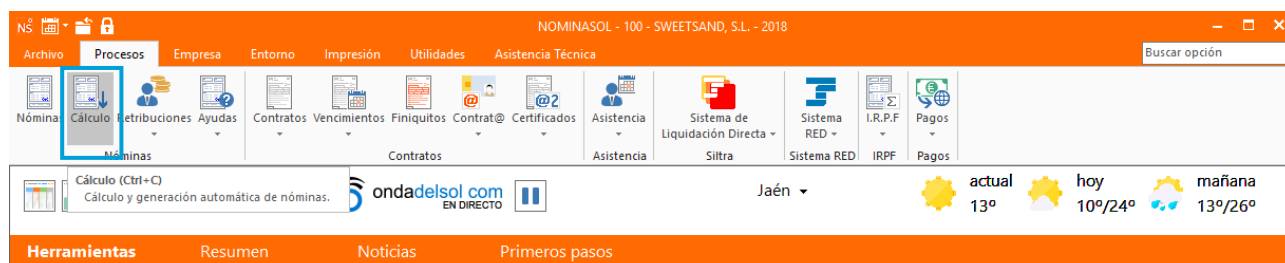 NS
NOMINASOL - 100 - SWEETSAND, S.L. - 2018
Archivo Procesos Empresa Entorno Impresión Utilidades Asistencia Técnica
Buscar opción
Nóminas Cálculo Retribuciones Ayudas Contratos Vencimientos Finiquitos Contrat@ Certificados Asistencia Sistema de Liquidación Directa Sistema RED I.R.P.F Pagos
Nóminas Contratos Asistencia Siltra Sistema RED IRPF Pagos
Cálculo (Ctrl+C)
Cálculo y generación automática de nóminas.
ondadelsol com
EN DIRECTO
Jaén
actual hoy mañana
13º 10º/24º 13º/26º
Herramientas Resumen Noticias Primeros pasos